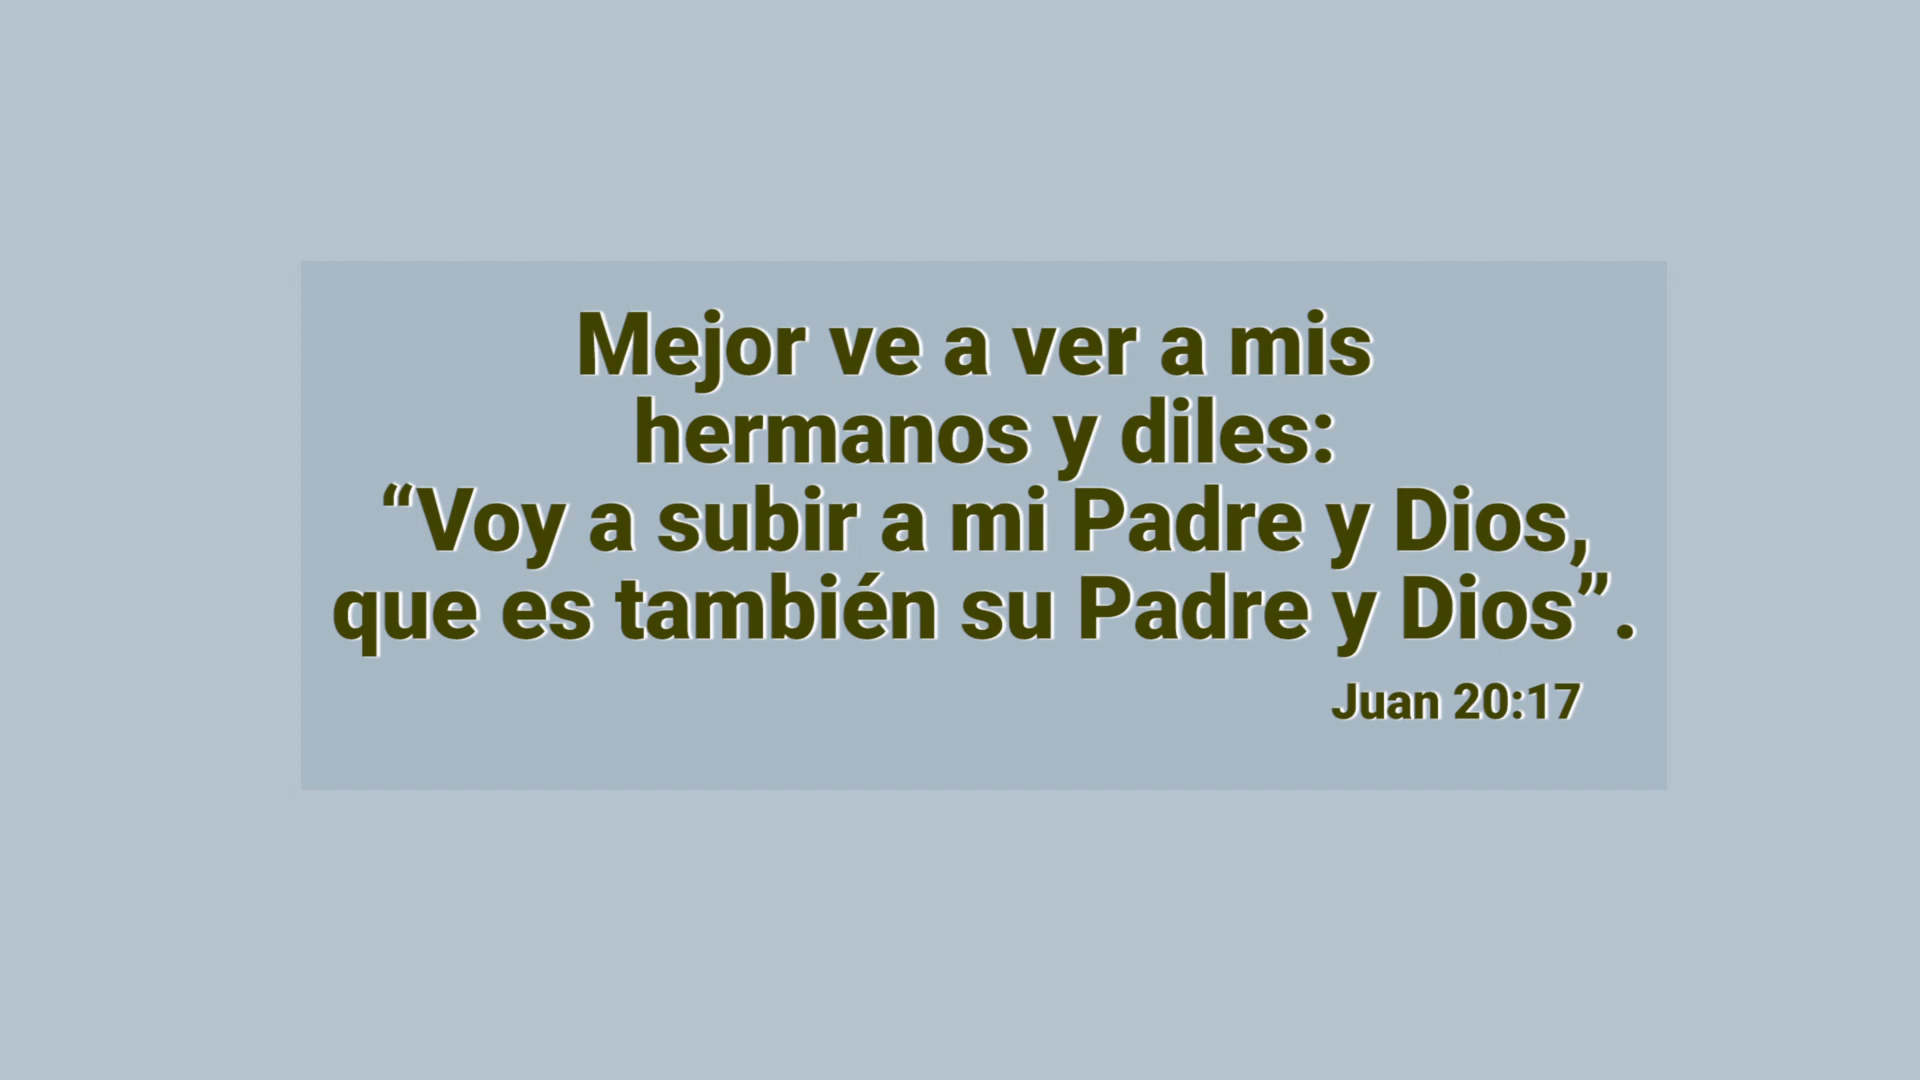 Mejor ve a ver a mis
hermanos y diles:
“Voy a subir a mi Padre y Dios,
que es también su Padre y Dios”.
Juan 20:17